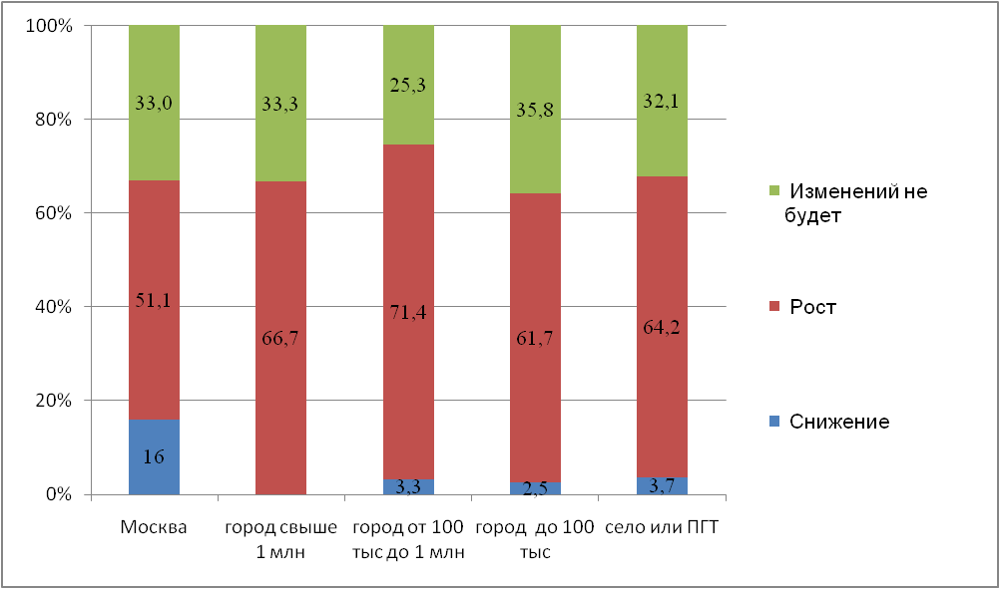 100%
80%
60%
40%
20%
0%
33,0
33,3
25,3
35,8
32,1
51,1
66,7
71,4
61,7
64,2
16
3,3
2,5
3,7
Москва
город свыше
1 млн
город от 100
тыс до 1 млн
город до 100
тыс
село или ПГТ
Изменений не
будет
Рост
Снижение